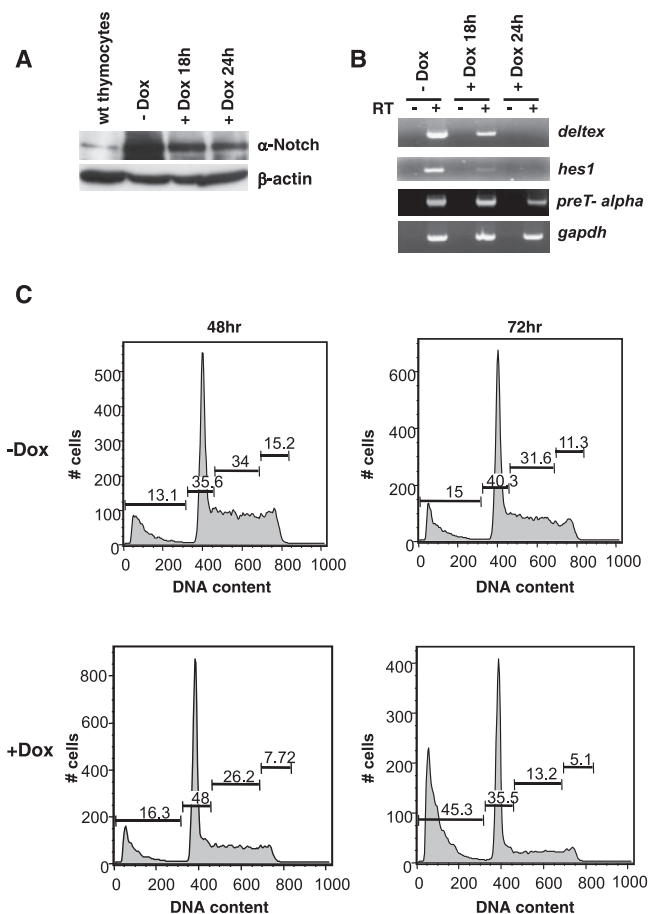 A
wt thymocytes
- Dox
+ Dox 18h
+ Dox 24h
α-Notch
β-actin
B
- Dox
+ Dox 18h
+ Dox 24h
RT - + - + - +
deltex
hes1
preT- alpha
gapdh
C
48hr
72hr
-Dox
# cells
500
400
300
200
100
0
13.1
35.6
34
15.2
0 200 400 600 800 1000
DNA content
# cells
600
400
200
0
15
40.3
31.6
11.3
0 200 400 600 800 1000
DNA content
+Dox
# cells
800
600
400
200
0
16.3
48
26.2
7.72
0 200 400 600 800 1000
DNA content
# cells
400
300
200
100
0
45.3
35.5
13.2
5.1
0 200 400 600 800 1000
DNA content